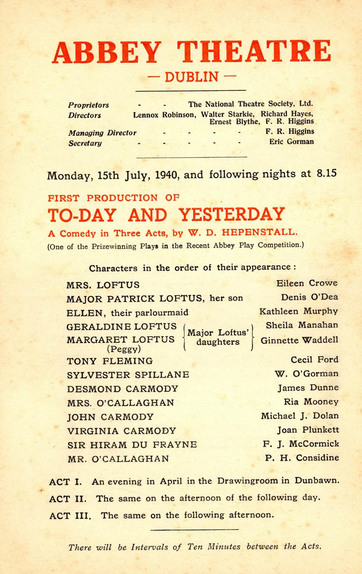 ABBEY THEATRE
— DUBLIN —
Proprietors - - The National Theatre Society, Ltd.
Directors Lennox Robinson, Walter Starkie, Richard Hayes,
Ernest Blythe, F. R. Higgins
Managing Director - - - - - F. R. Higgins
Secretary - - - - - Eric Gorman
Monday, 15th July, 1940, and following nights at 8.15
FIRST PRODUCTION OF
TO-DAY AND YESTERDAY
A Comedy in Three Acts, by W. D. HEPENSTALL.
(One of the Prizewinning Plays in the Recent Abbey Play Competition.)
Characters in the order of their appearance :
MRS. LOFTUS Eileen Crowe
MAJOR PATRICK LOFTUS, her son Denis O'Dea
ELLEN, their parlourmaid Kathleen Murphy
GERALDINE LOFTUS Major Loftus' Sheila Manahan
MARGARET LOFTUS daughters Ginnette Waddell
(Peggy)
TONY FLEMING Cecil Ford
SYLVESTER SPILLANE W. O'Gorman
DESMOND CARMODY James Dunne
MRS. O'CALLAGHAN Ria Mooney
JOHN CARMODY Michael J. Dolan
VIRGINIA CARMODY Joan Plunkett
SIR HIRAM DU FRAYNE F. J. McCormick
MR. O'CALLAGHAN P. H. Considine
ACT I. An evening in April in the Drawingroom in Dunbawn.
ACT II. The same on the afternoon of the following day.
ACT III. The same on the following afternoon.
There will be Intervals of Ten Minutes between the Acts.